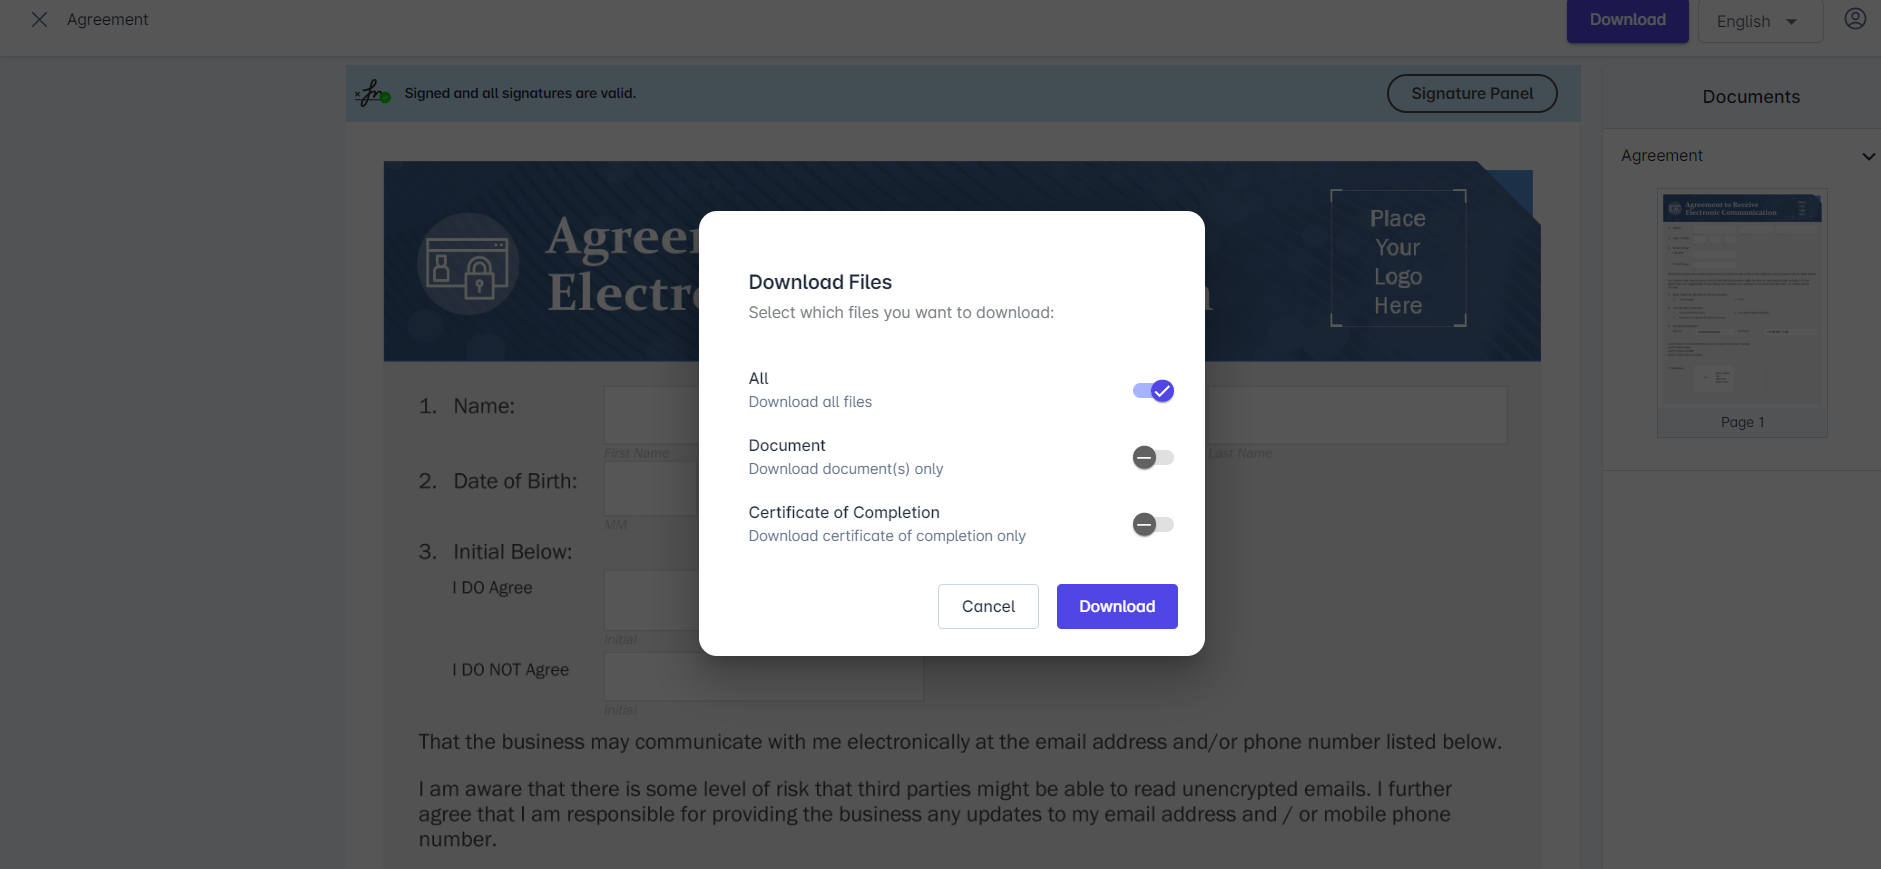 Agreement
Download
English
Signed and all signatures are valid.
Signature Panel
Documents
Agreement
Agreement to Receive
Electronic Communication
Page 1
Place
Your
Logo
Here
Download Files
Select which files you want to download:
All
Download all files
Document
Download document(s) only
Certificate of Completion
Download certificate of completion only
Cancel
Download
1. Name:
First Name
Last Name
2. Date of Birth:
MM
3. Initial Below:
I DO Agree
Initial
I DO NOT Agree
Initial
That the business may communicate with me electronically at the email address and/or phone number listed below.
I am aware that there is some level of risk that third parties might be able to read unencrypted emails. I further
agree that I am responsible for providing the business any updates to my email address and / or mobile phone
number.